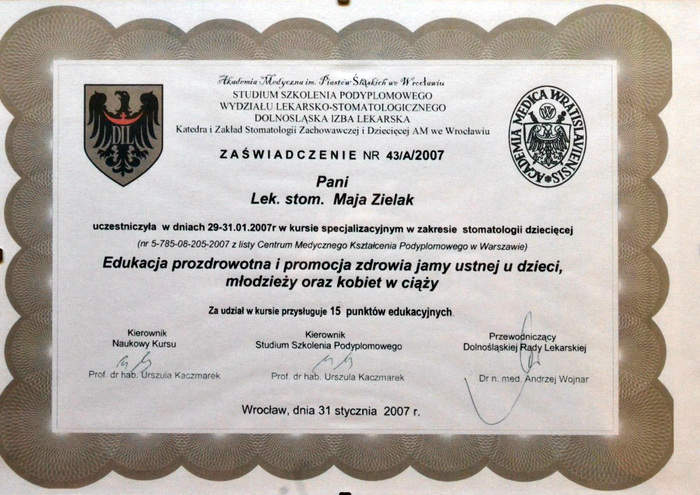 Akademia Medyczna im. Piastów Śląskich we Wrocławiu
STUDIUM SZKOLENIA PODYPLOMOWEGO
WYDZIAŁU LEKARSKO-STOMATOLOGICZNEGO
DOLNOŚLĄSKA IZBA LEKARSKA
Katedra i Zakład Stomatologii Zachowawczej i Dziecięcej AM we Wrocławiu
DIL
ACADEMIA MEDICA WRATISLAVIENSIS
ZAŚWIADCZENIE NR 43/A/2007
Pani
Lek. stom. Maja Zielak
uczestniczyła w dniach 29-31.01.2007r w kursie specjalizacyjnym w zakresie stomatologii dziecięcej
(nr 5-785-08-205-2007 z listy Centrum Medycznego Kształcenia Podyplomowego w Warszawie)
Edukacja prozdrowotna i promocja zdrowia jamy ustnej u dzieci,
młodzieży oraz kobiet w ciąży
Za udział w kursie przysługuje 15 punktów edukacyjnych.
Kierownik
Naukowy Kursu
Prof. dr hab. Urszula Kaczmarek
Kierownik
Studium Szkolenia Podyplomowego
Prof. dr hab. Urszula Kaczmarek
Przewodniczący
Dolnośląskiej Rady Lekarskiej
Dr n. med. Andrzej Wojnar
Wrocław, dnia 31 stycznia 2007 r.